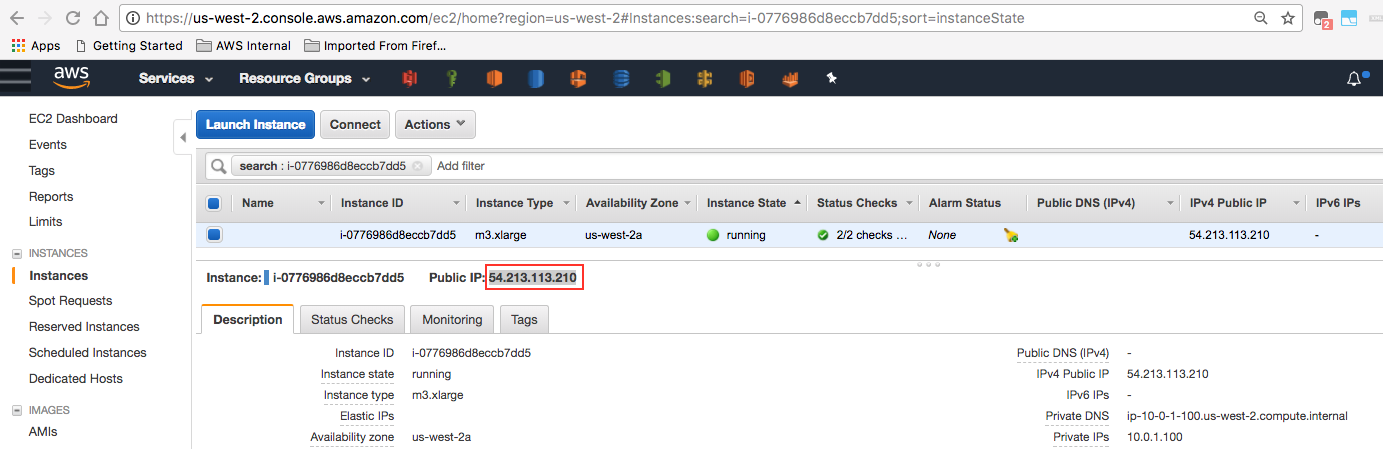 https://us-west-2.console.aws.amazon.com/ec2/home?region=us-west-2#Instances:search=i-0776986d8eccb7dd5;sort=instanceState
2
Apps Getting Started AWS Internal Imported From Firef...
aws Services Resource Groups
EC2 Dashboard
Events
Tags
Reports
Limits
INSTANCES
Instances
Spot Requests
Reserved Instances
Scheduled Instances
Dedicated Hosts
IMAGES
AMIs
Launch Instance Connect Actions
search : i-0776986d8eccb7dd5 Add filter
Name Instance ID Instance Type Availability Zone Instance State Status Checks Alarm Status Public DNS (IPv4) IPv4 Public IP IPv6 IPs
i-0776986d8eccb7dd5 m3.xlarge us-west-2a running 2/2 checks ... None 54.213.113.210 -
Instance: i-0776986d8eccb7dd5 Public IP: 54.213.113.210
Description Status Checks Monitoring Tags
Instance ID i-0776986d8eccb7dd5 Public DNS (IPv4) -
Instance state running IPv4 Public IP 54.213.113.210
Instance type m3.xlarge IPv6 IPs -
Elastic IPs Private DNS ip-10-0-1-100.us-west-2.compute.internal
Availability zone us-west-2a Private IPs 10.0.1.100